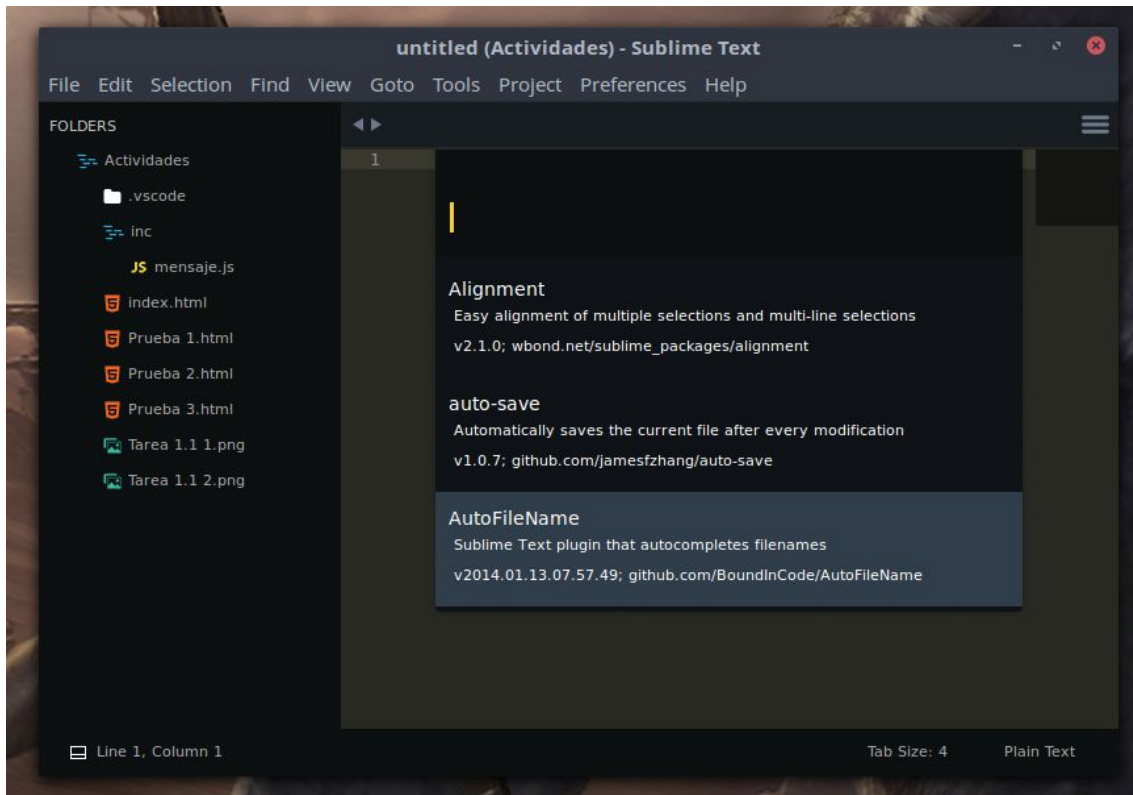 untitled (Actividades) - Sublime Text
File Edit Selection Find View Goto Tools Project Preferences Help
FOLDERS
Actividades
.vscode
inc
JS mensaje.js
index.html
Prueba 1.html
Prueba 2.html
Prueba 3.html
Tarea 1.1 1.png
Tarea 1.1 2.png
1
Alignment
Easy alignment of multiple selections and multi-line selections
v2.1.0; wbond.net/sublime_packages/alignment
auto-save
Automatically saves the current file after every modification
v1.0.7; github.com/jamesfzhang/auto-save
AutoFileName
Sublime Text plugin that autocompletes filenames
v2014.01.13.07.57.49; github.com/BoundInCode/AutoFileName
Line 1, Column 1
Tab Size: 4
Plain Text